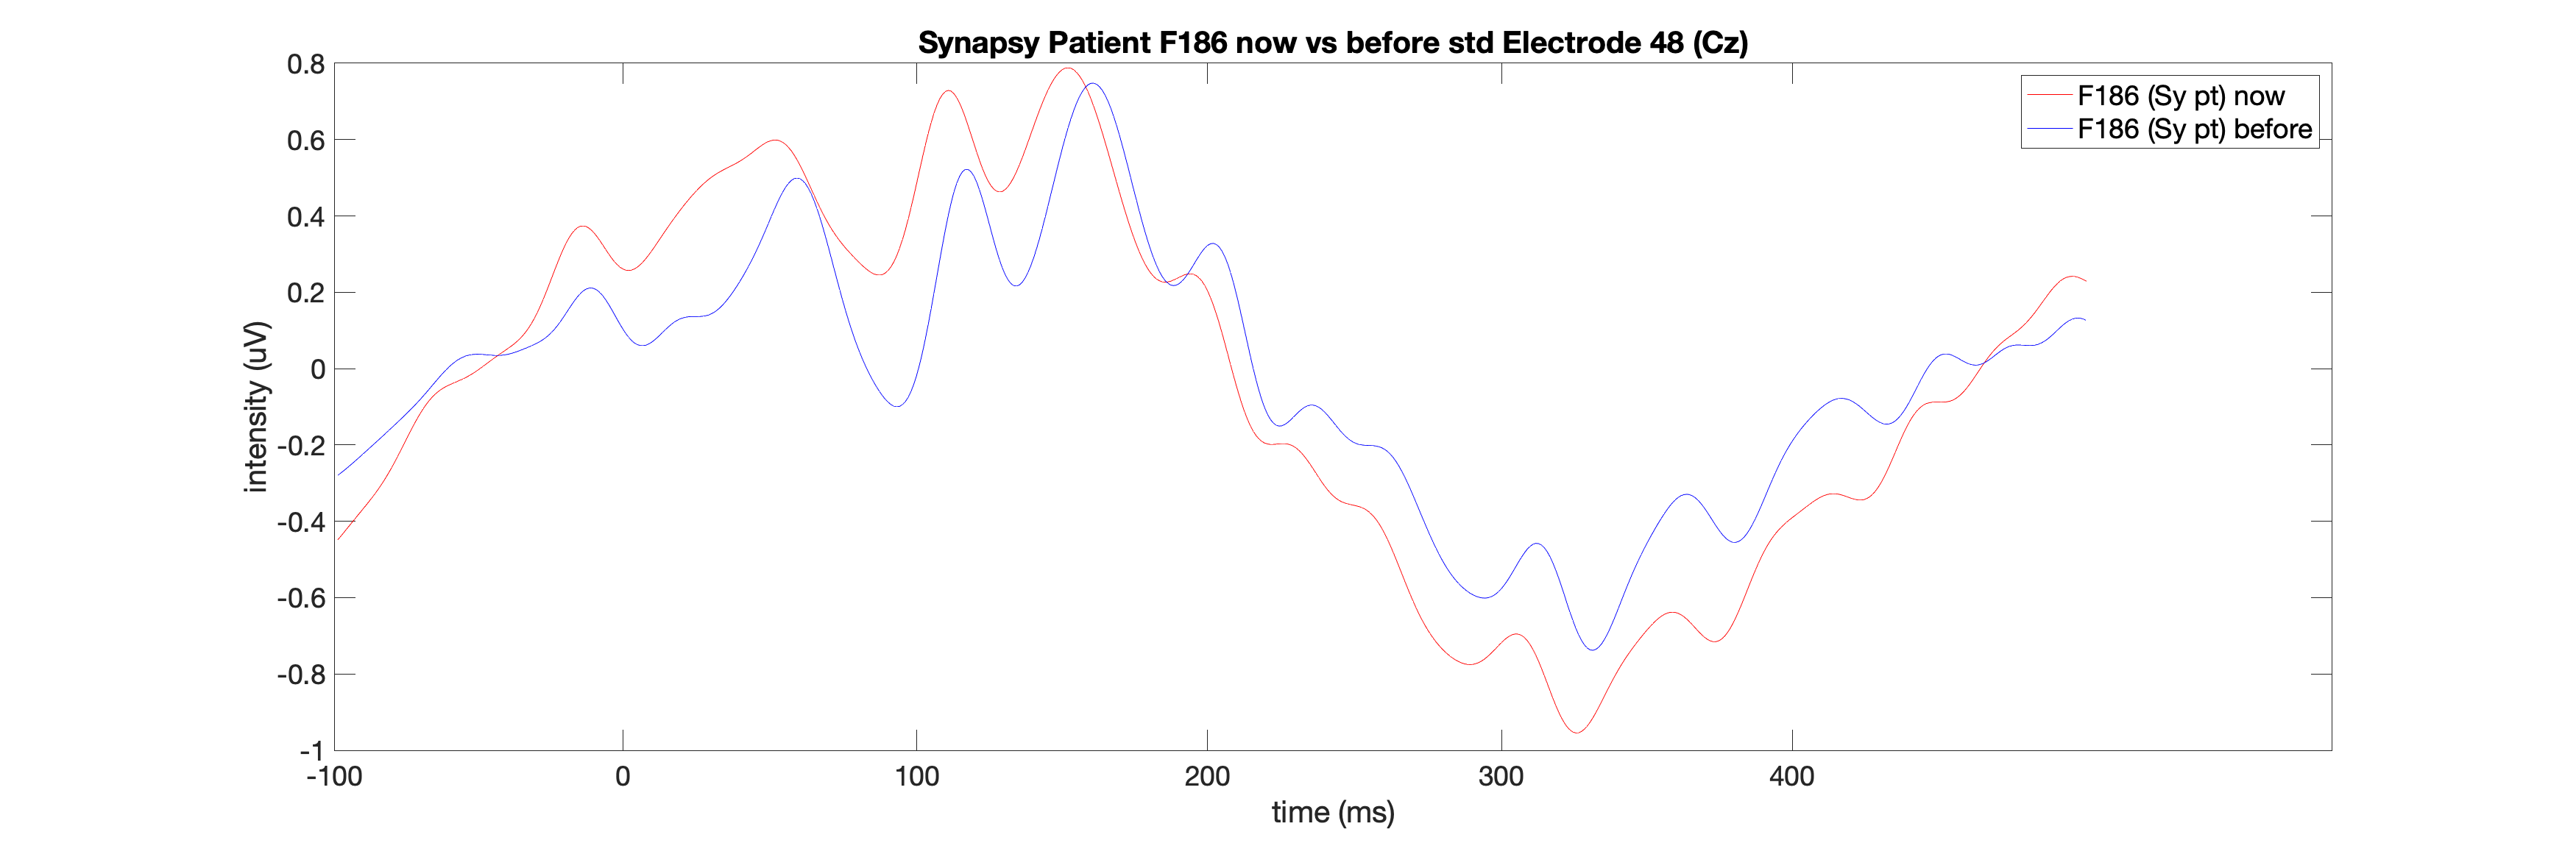 Synapsy Patient F186 now vs before std Electrode 48 (Cz)
F186 (Sy pt) now
F186 (Sy pt) before
intensity (uV)
0.8
0.6
0.4
0.2
0
-0.2
-0.4
-0.6
-0.8
-1
-100 0 100 200 300 400
time (ms)